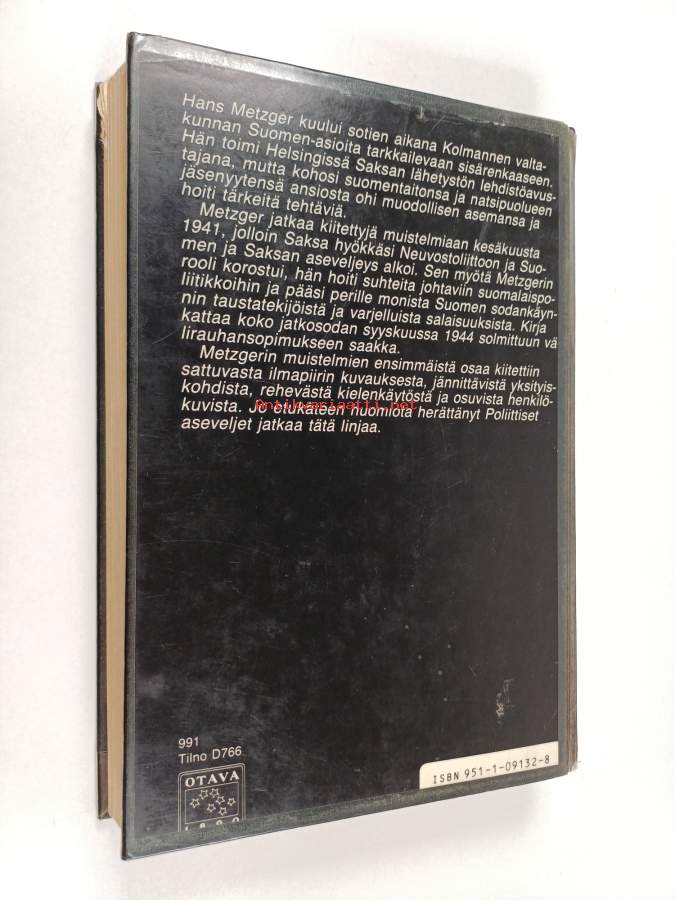 Hans Metzger kuului sotien aikana Kolmannen valta-
kunnan Suomen-asioita tarkkailevaan sisärenkaaseen.
Hän toimi Helsingissä Saksan lähetystön lehdistöavus-
tajana, mutta kohosi suomentaitonsa ja natsipuolueen
jäsenyytensä ansiosta ohi muodollisen asemansa ja
hoiti tärkeitä tehtäviä.
Metzger jatkaa kiitettyjä muistelmiaan kesäkuusta
1941, jolloin Saksa hyökkäsi Neuvostoliittoon ja Suo-
men ja Saksan aseveljeys alkoi. Sen myötä Metzgerin
rooli korostui, hän hoiti suhteita johtaviin suomalaispo-
liitikkoihin ja pääsi perille monista Suomen sodankäyn-
nin taustatekijöistä ja varjelluista salaisuuksista. Kirja
kattaa koko jatkosodan syyskuussa 1944 solmittuun vä
lirauhansopimukseen saakka.
Metzgerin muistelmien ensimmäistä osaa kiitettiin
sattuvasta ilmapiirin kuvauksesta, jännittävistä yksityis-
kohdista, rehevästä kielenkäytöstä ja osuvista henkilö-
kuvista. Jo etukäteen huomiota herättänyt Poliittiset
aseveljet jatkaa tätä linjaa.
Antikvariaatti.net
991
Tilno D766
OTAVA
1890
ISBN 951-1-09132-8